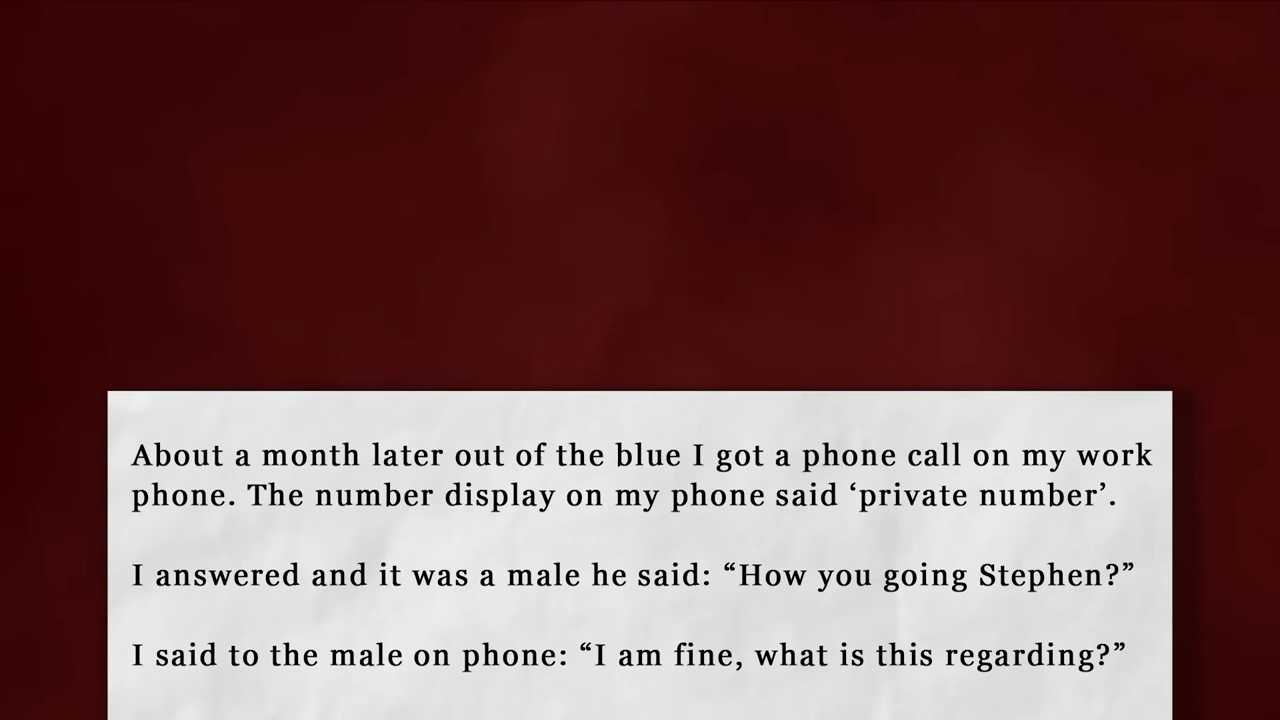 About a month later out of the blue I got a phone call on my work
phone. The number display on my phone said ‘private number’.
I answered and it was a male he said: “How you going Stephen?”
I said to the male on phone: “I am fine, what is this regarding?”